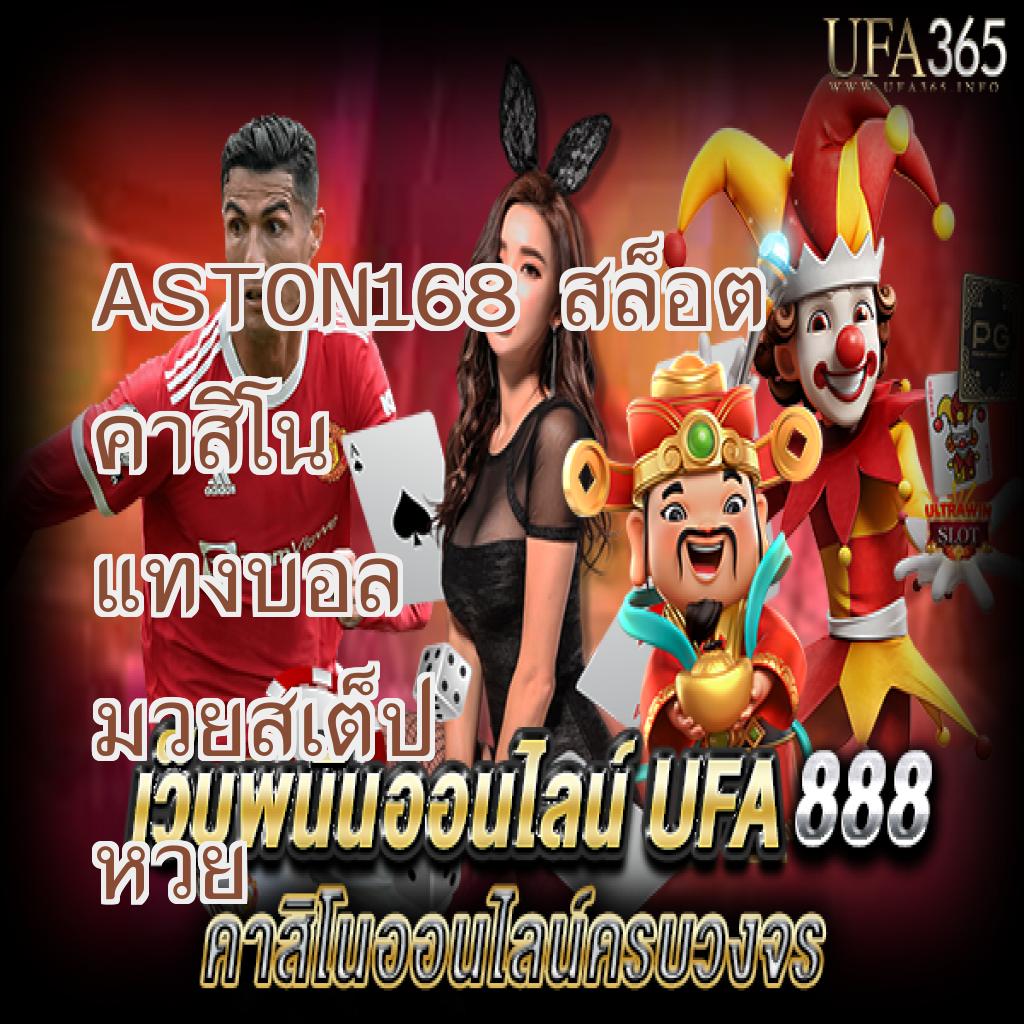 UFA365
WWW.UFA365.INFO
ASTON168 สล็อต
คาสิโน
แทงบอล
มวยสเต็ป
หวย
PG
ULTRAWIN
SLOT
A
เว็บพนันออนไลน์ UFA 888
คาสิโนออนไลน์ครบวงจร